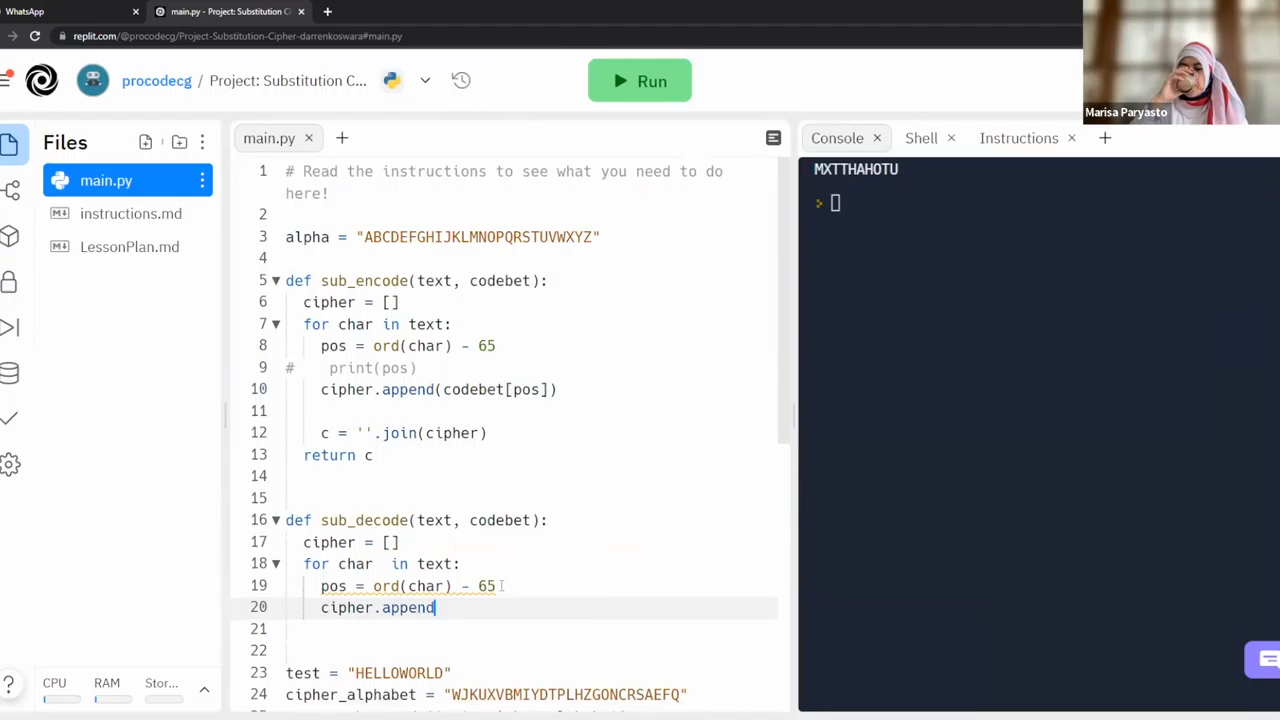 WhatsApp × main.py - Project: Substitution Ci × +
replit.com/@procodecg/Project-Substitution-Cipher-darrenkoswara#main.py
procodecg / Project: Substitution C...
Run
Marisa Paryasto
Files
main.py
instructions.md
LessonPlan.md
CPU RAM Stor...
main.py × +
1 # Read the instructions to see what you need to do
here!
2
3 alpha = "ABCDEFGHIJKLMNOPQRSTUVWXYZ"
4
5 def sub_encode(text, codebet):
6 cipher = []
7 for char in text:
8 pos = ord(char) - 65
9 # print(pos)
10 cipher.append(codebet[pos])
11
12 c = ''.join(cipher)
13 return c
14
15
16 def sub_decode(text, codebet):
17 cipher = []
18 for char  in text:
19 pos = ord(char) - 65
20 cipher.append
21
22
23 test = "HELLOWORLD"
24 cipher_alphabet = "WJKUXVBMIYDTPLHZGONCRSAEFQ"
Console × Shell × Instructions × +
MXTTHAHOTU
>